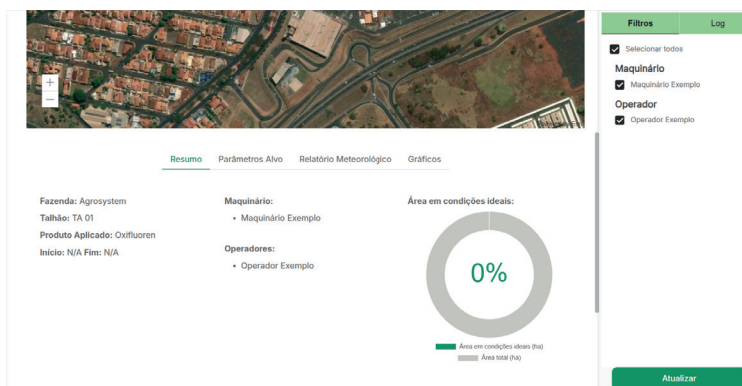 Filtros
Log
Selecionar todos
Maquinário
Maquinário Exemplo
Operador
Operador Exemplo
+
−
Resumo
Parâmetros Alvo
Relatório Meteorológico
Gráficos
Fazenda: Agrosystem
Talhão: TA 01
Produto Aplicado: Oxifluoren
Início: N/A Fim: N/A
Maquinário:
• Maquinário Exemplo
Operadores:
• Operador Exemplo
Área em condições ideais:
0%
Área em condições ideais (ha)
Área total (ha)
Atualizar